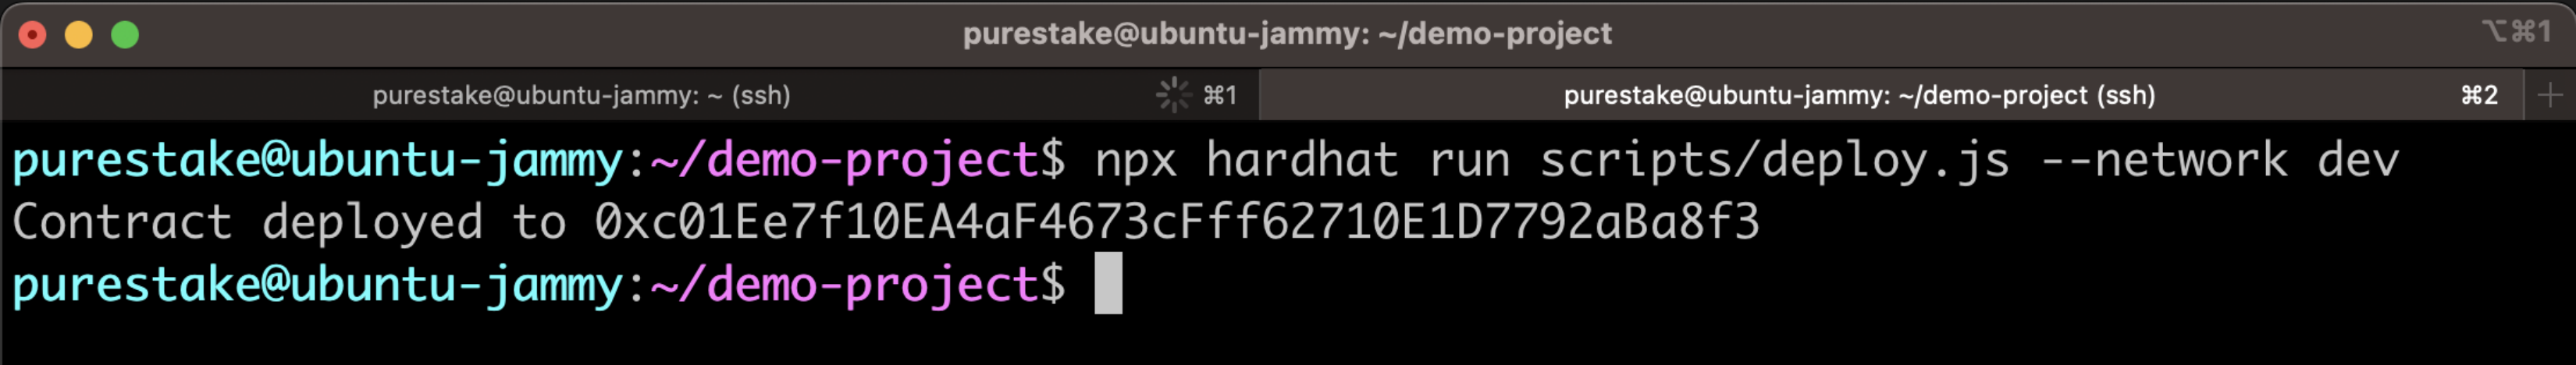 purestake@ubuntu-jammy: ~/demo-project
⌥⌘1
purestake@ubuntu-jammy: ~ (ssh)
⌘1
purestake@ubuntu-jammy: ~/demo-project (ssh)
⌘2
+
purestake@ubuntu-jammy:~/demo-project$ npx hardhat run scripts/deploy.js --network dev
Contract deployed to 0xc01Ee7f10EA4aF4673cFff62710E1D7792aBa8f3
purestake@ubuntu-jammy:~/demo-project$